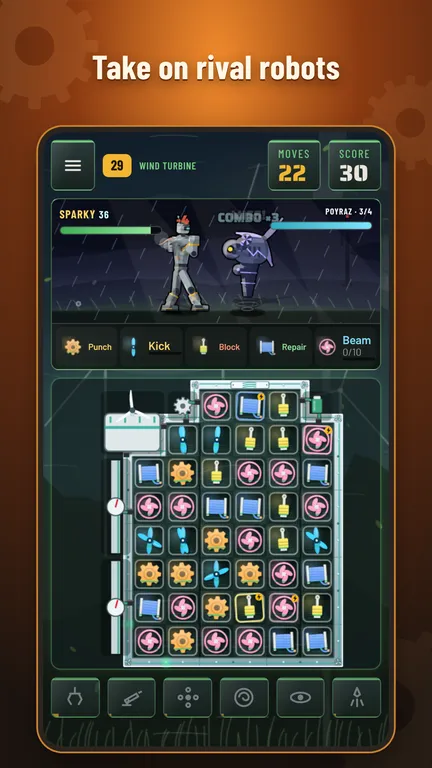 Take on rival robots
29 WIND TURBINE
MOVES
22
SCORE
30
SPARKY 36
COMBO ×3
POYRAZ · 3/4
Punch
Kick
Block
Repair
Beam
0/10